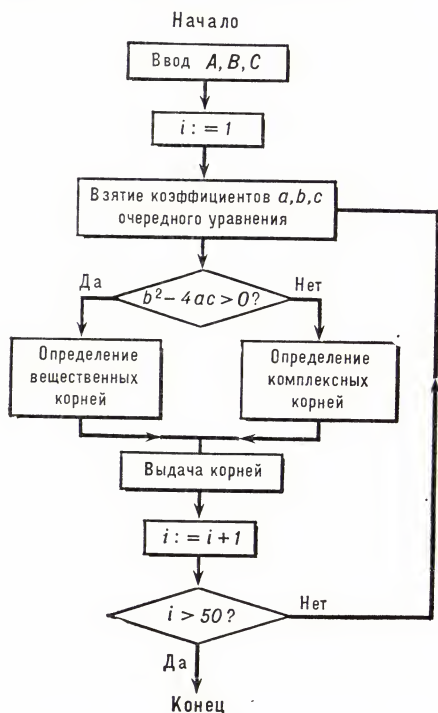 Начало
Ввод A, B, C
i : = 1
Взятие коэффициентов a, b, c
очередного уравнения
Да
b² – 4ac > 0?
Нет
Определение
вещественных
корней
Определение
комплексных
корней
Выдача корней
i : = i + 1
i > 50 ?
Нет
Да
Конец